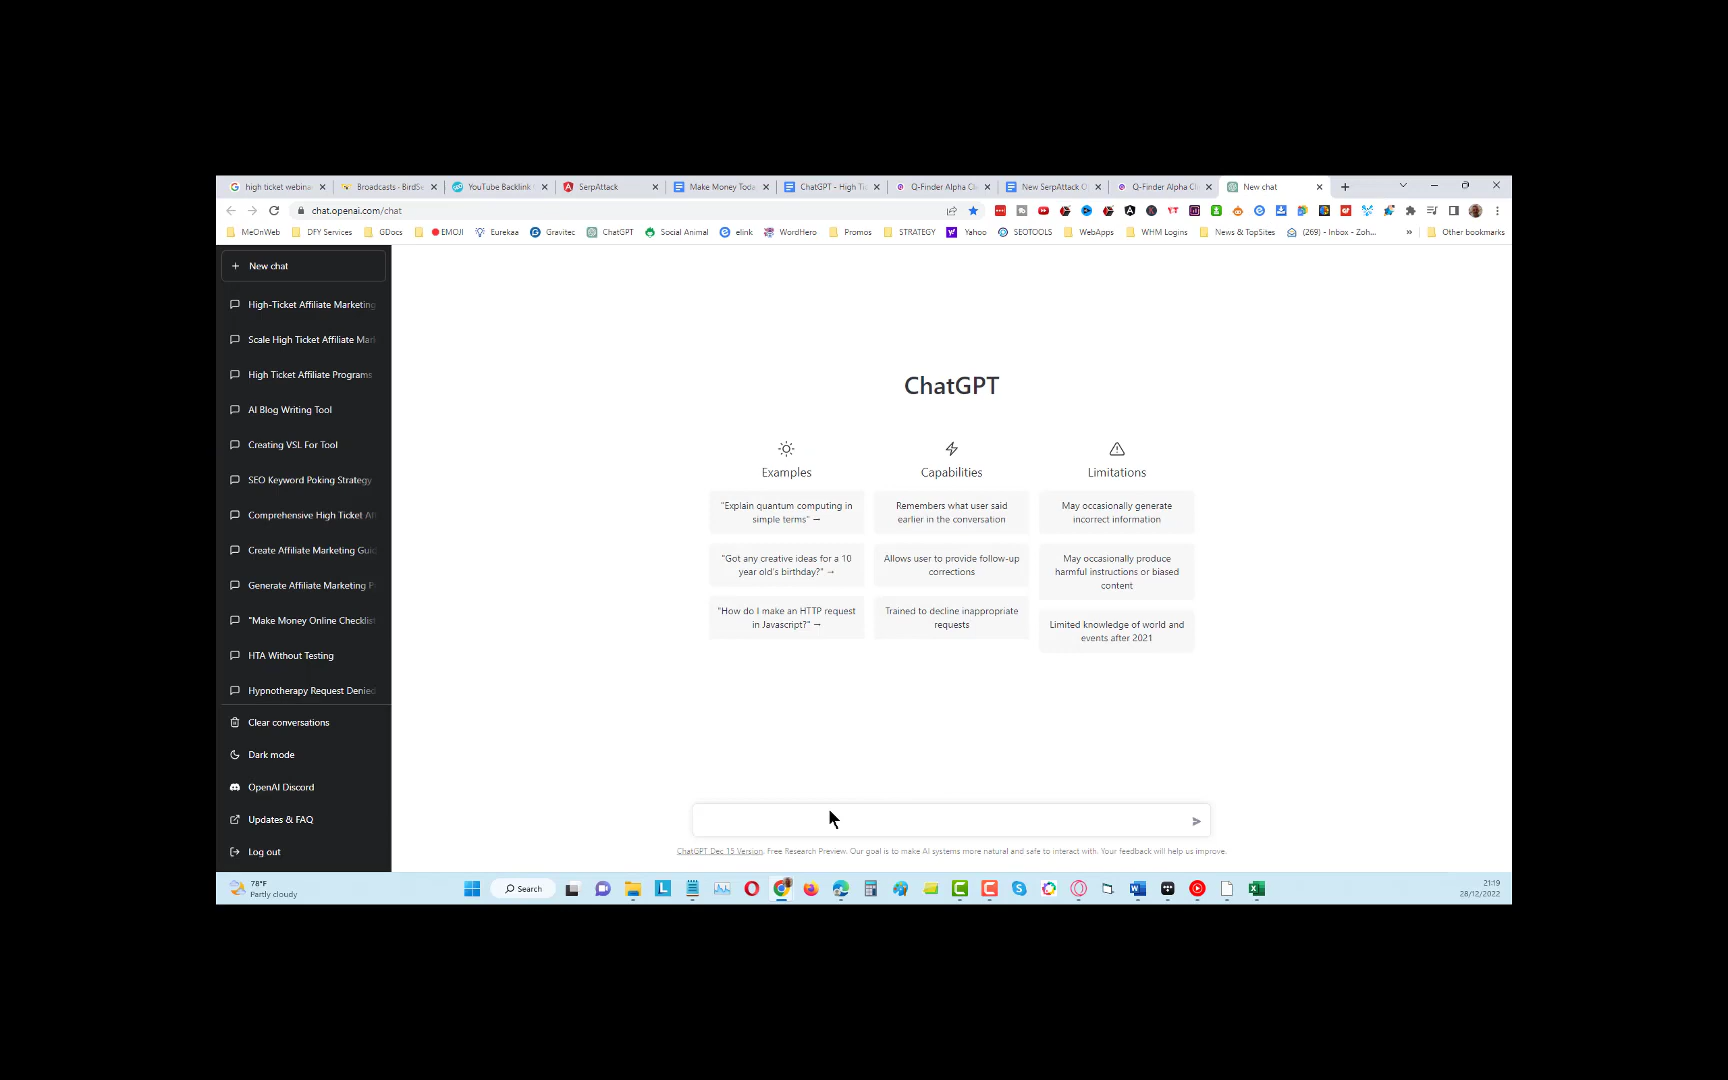 high ticket webina
Broadcasts - BirdSe
YouTube Backlink
SerpAttack
Make Money Toda
ChatGPT - High Ti
Q-Finder Alpha Cl
New SerpAttack O
Q-Finder Alpha Cl
New chat
chat.openai.com/chat
MeOnWeb
DFY Services
GDocs
EMOJI
Eurekaa
Gravitec
ChatGPT
Social Animal
elink
WordHero
Promos
STRATEGY
Yahoo
SEOTOOLS
WebApps
WHM Logins
News & TopSites
(269) - Inbox - Zoh...
»
Other bookmarks
+ New chat
High-Ticket Affiliate Marketing
Scale High Ticket Affiliate Mar
High Ticket Affiliate Programs
AI Blog Writing Tool
Creating VSL For Tool
SEO Keyword Poking Strategy
Comprehensive High Ticket Af
Create Affiliate Marketing Guid
Generate Affiliate Marketing P
"Make Money Online Checklist
HTA Without Testing
Hypnotherapy Request Denied
Clear conversations
Dark mode
OpenAI Discord
Updates & FAQ
Log out
ChatGPT
Examples
"Explain quantum computing in
simple terms" →
"Got any creative ideas for a 10
year old's birthday?" →
"How do I make an HTTP request
in Javascript?" →
Capabilities
Remembers what user said
earlier in the conversation
Allows user to provide follow-up
corrections
Trained to decline inappropriate
requests
Limitations
May occasionally generate
incorrect information
May occasionally produce
harmful instructions or biased
content
Limited knowledge of world and
events after 2021
ChatGPT Dec 15 Version. Free Research Preview. Our goal is to make AI systems more natural and safe to interact with. Your feedback will help us improve.
78°F
Partly cloudy
Search
21:19
28/12/2022